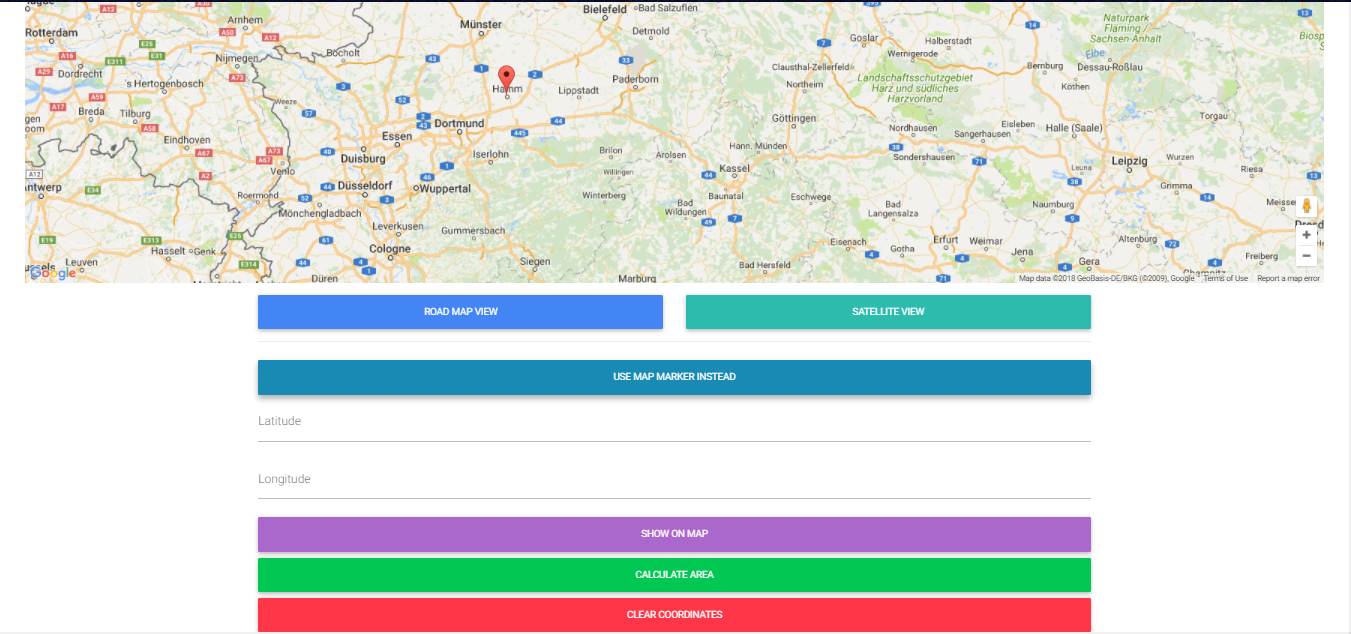 Rotterdam
Arnhem
Münster
Bielefeld
Bad Salzuflen
Detmold
Goslar
Halberstadt
Naturpark
Fläming
Sachsen-Anhalt
Nijmegen
Bocholt
Wernigerode
Elbe
Dordrecht
's Hertogenbosch
Hamm
Lippstadt
Paderborn
Clausthal-Zellerfeld
Northeim
Landschaftsschutzgebiet
Harz und südliches
Harzvorland
Bernburg
Dessau-Roßlau
Köthen
Breda
Tilburg
Weeze
Dortmund
Göttingen
Nordhausen
Sangerhausen
Eisleben
Halle (Saale)
Torgau
Eindhoven
Essen
Duisburg
Iserlohn
Brilon
Arolsen
Hann. Münden
Sondershausen
Leipzig
Wurzen
Venlo
Willingen
Kassel
Leuna
Riesa
Roermond
Düsseldorf
Wuppertal
Winterberg
Bad
Wildungen
Baunatal
Eschwege
Bad
Langensalza
Naumburg
Grimma
Mönchengladbach
Leverkusen
Gummersbach
Eisenach
Gotha
Erfurt
Weimar
Jena
Altenburg
Hasselt
Genk
Cologne
Leuven
Düren
Siegen
Marburg
Bad Hersfeld
Gera
Freiberg
Google
Map data ©2018 GeoBasis-DE/BKG (©2009), Google
Terms of Use
Report a map error
ROAD MAP VIEW
SATELLITE VIEW
USE MAP MARKER INSTEAD
Latitude
Longitude
SHOW ON MAP
CALCULATE AREA
CLEAR COORDINATES